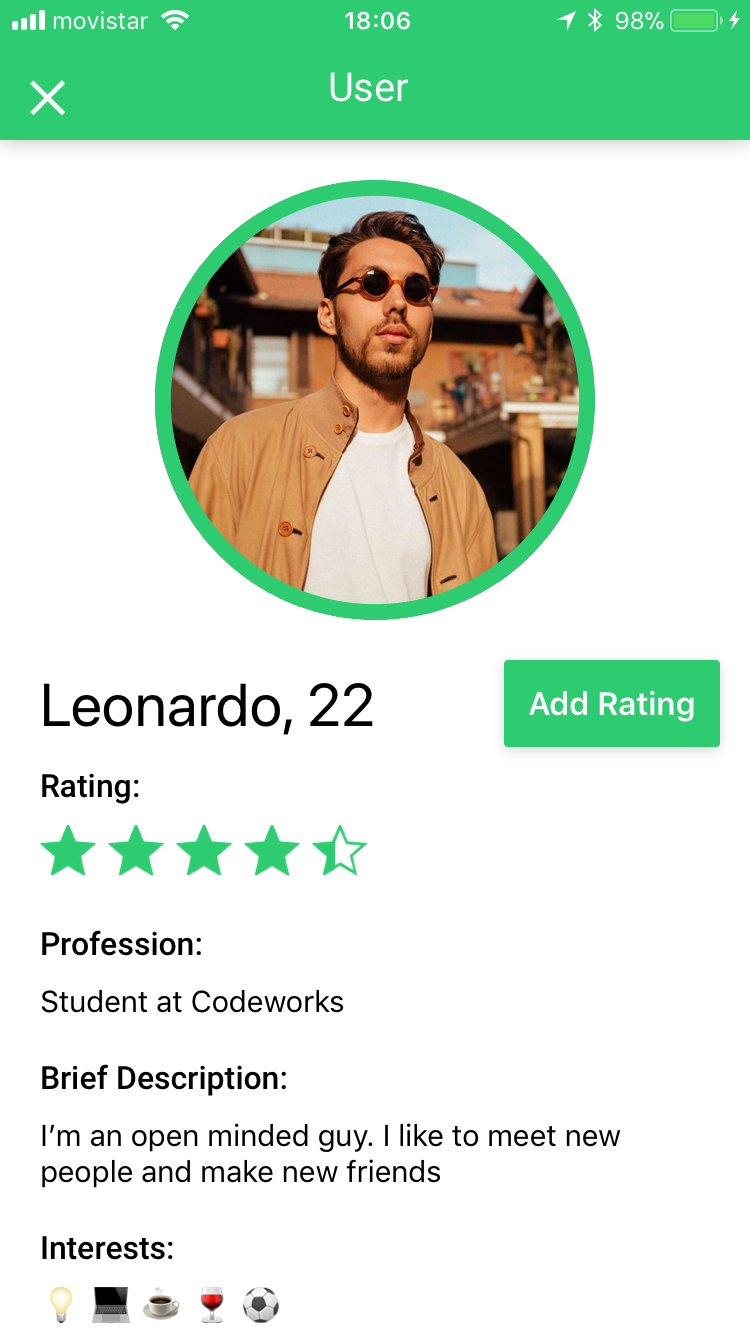 movistar 18:06 98%
User
Leonardo, 22
Add Rating
Rating:
Profession:
Student at Codeworks
Brief Description:
I’m an open minded guy. I like to meet new
people and make new friends
Interests: